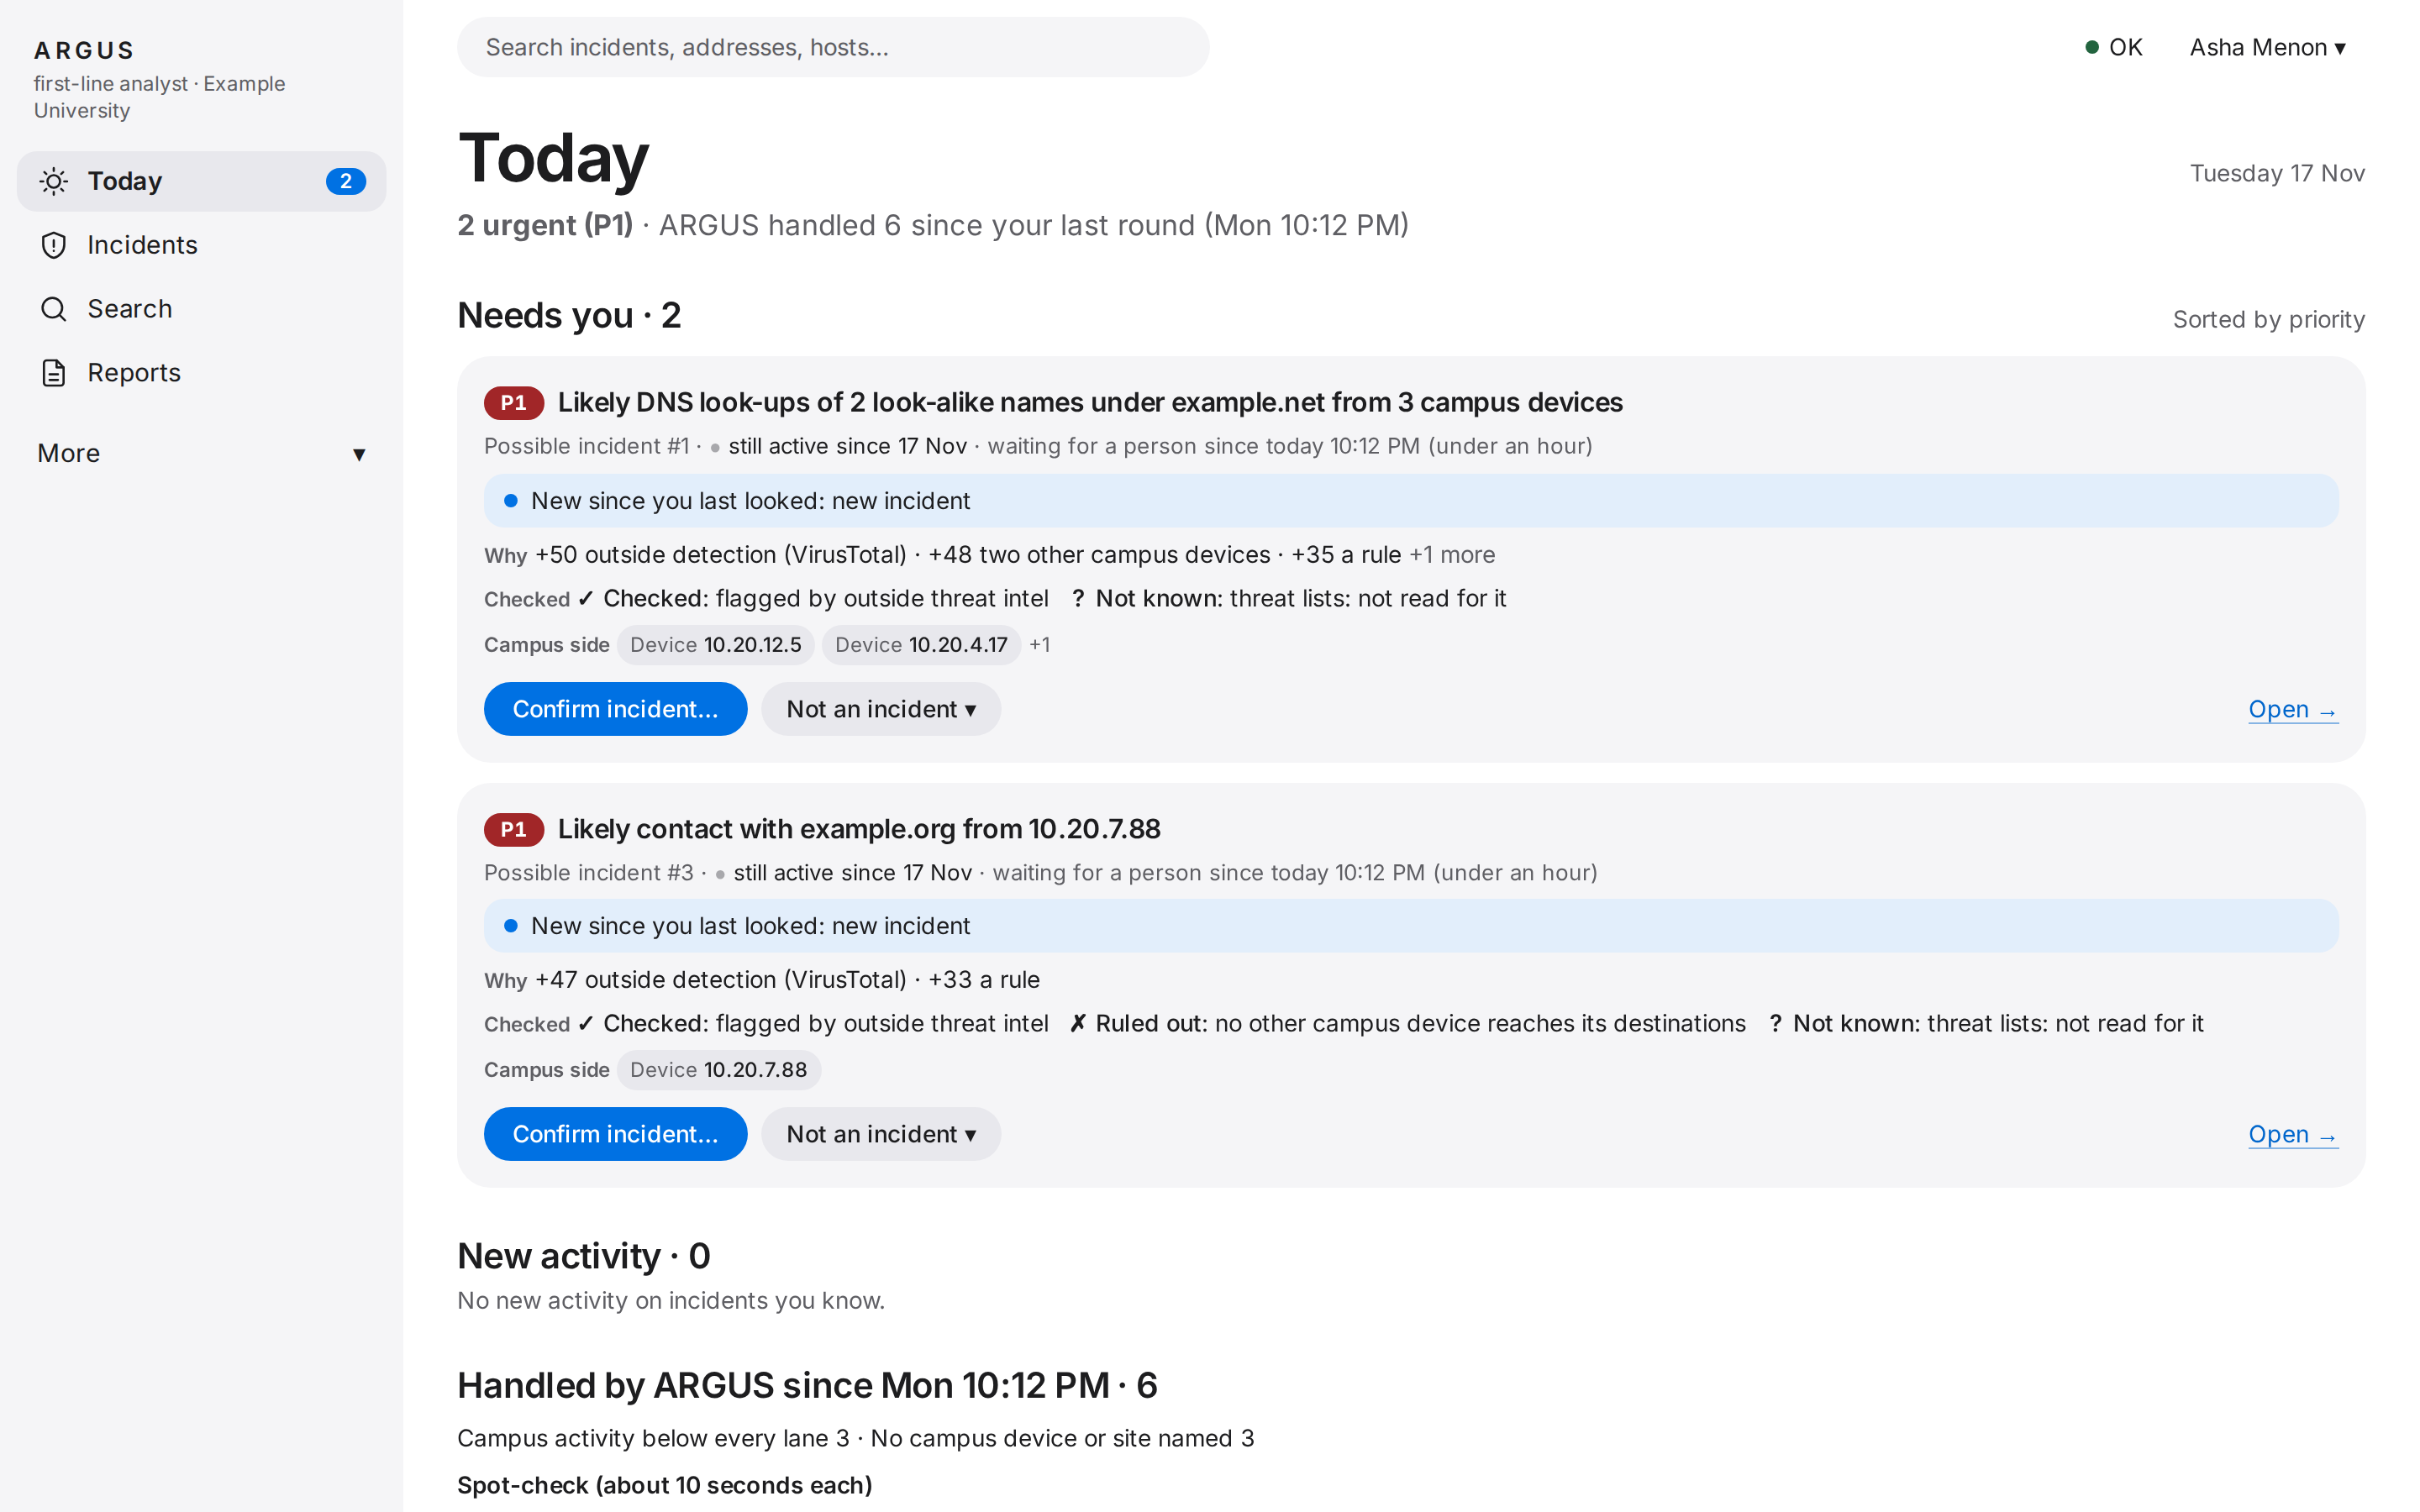 ARGUS
first-line analyst · Example
University
Today 2
Incidents
Search
Reports
More ▾
Search incidents, addresses, hosts...
OK
Asha Menon ▾
Today
Tuesday 17 Nov
2 urgent (P1) · ARGUS handled 6 since your last round (Mon 10:12 PM)
Needs you · 2
Sorted by priority
P1 Likely DNS look-ups of 2 look-alike names under example.net from 3 campus devices
Possible incident #1 · still active since 17 Nov · waiting for a person since today 10:12 PM (under an hour)
New since you last looked: new incident
Why +50 outside detection (VirusTotal) · +48 two other campus devices · +35 a rule +1 more
Checked ✓ Checked: flagged by outside threat intel ? Not known: threat lists: not read for it
Campus side Device 10.20.12.5 Device 10.20.4.17 +1
Confirm incident... Not an incident ▾ Open →
P1 Likely contact with example.org from 10.20.7.88
Possible incident #3 · still active since 17 Nov · waiting for a person since today 10:12 PM (under an hour)
New since you last looked: new incident
Why +47 outside detection (VirusTotal) · +33 a rule
Checked ✓ Checked: flagged by outside threat intel ✗ Ruled out: no other campus device reaches its destinations ? Not known: threat lists: not read for it
Campus side Device 10.20.7.88
Confirm incident... Not an incident ▾ Open →
New activity · 0
No new activity on incidents you know.
Handled by ARGUS since Mon 10:12 PM · 6
Campus activity below every lane 3 · No campus device or site named 3
Spot-check (about 10 seconds each)